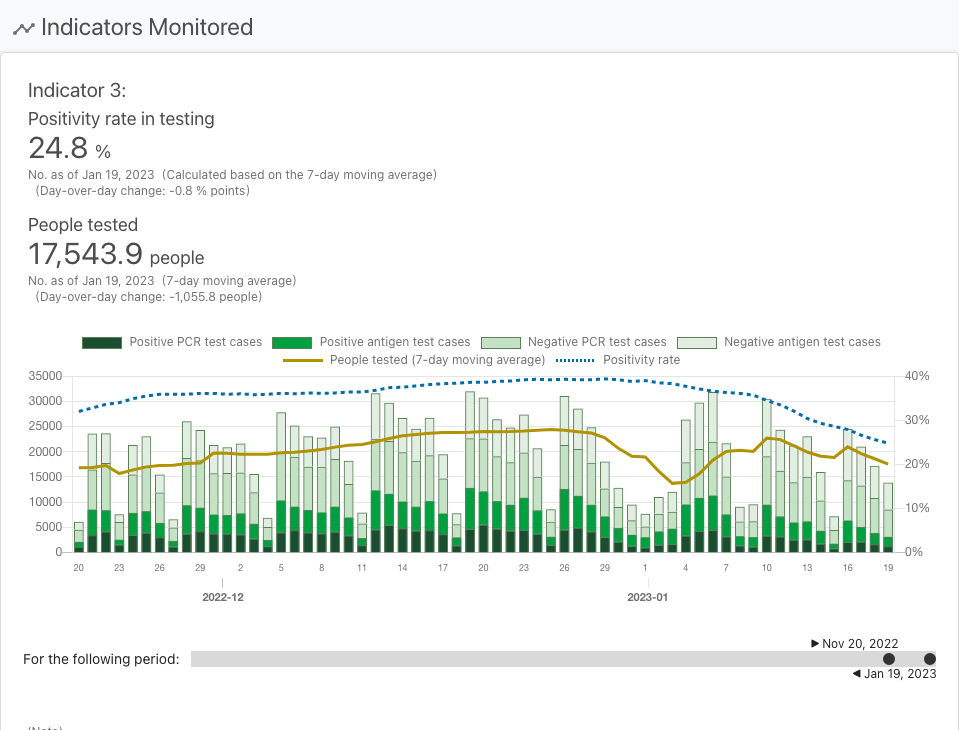 Indicators Monitored
Indicator 3:
Positivity rate in testing
24.8 %
No. as of Jan 19, 2023 (Calculated based on the 7-day moving average)
(Day-over-day change: -0.8 % points)
People tested
17,543.9 people
No. as of Jan 19, 2023 (7-day moving average)
(Day-over-day change: -1,055.8 people)
Positive PCR test cases Positive antigen test cases Negative PCR test cases Negative antigen test cases
People tested (7-day moving average) Positivity rate
35000 40%
30000
25000 30%
20000 20%
15000
10000 10%
5000
0 0%
20 23 26 29 2 5 8 11 14 17 20 23 26 29 1 4 7 10 13 16 19
2022-12 2023-01
▶ Nov 20, 2022
For the following period:
◀ Jan 19, 2023
(Note)